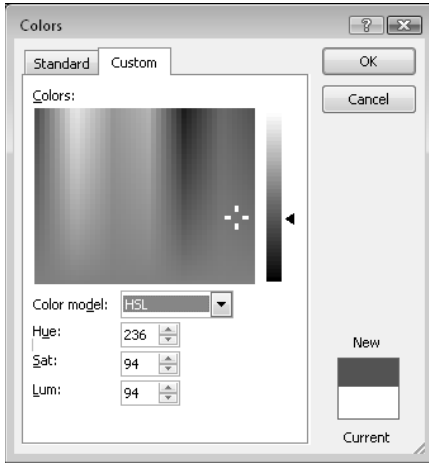 Colors
Standard Custom
OK
Cancel
Colors:
Color model: HSL
Hue: 236
Sat: 94
Lum: 94
New
Current